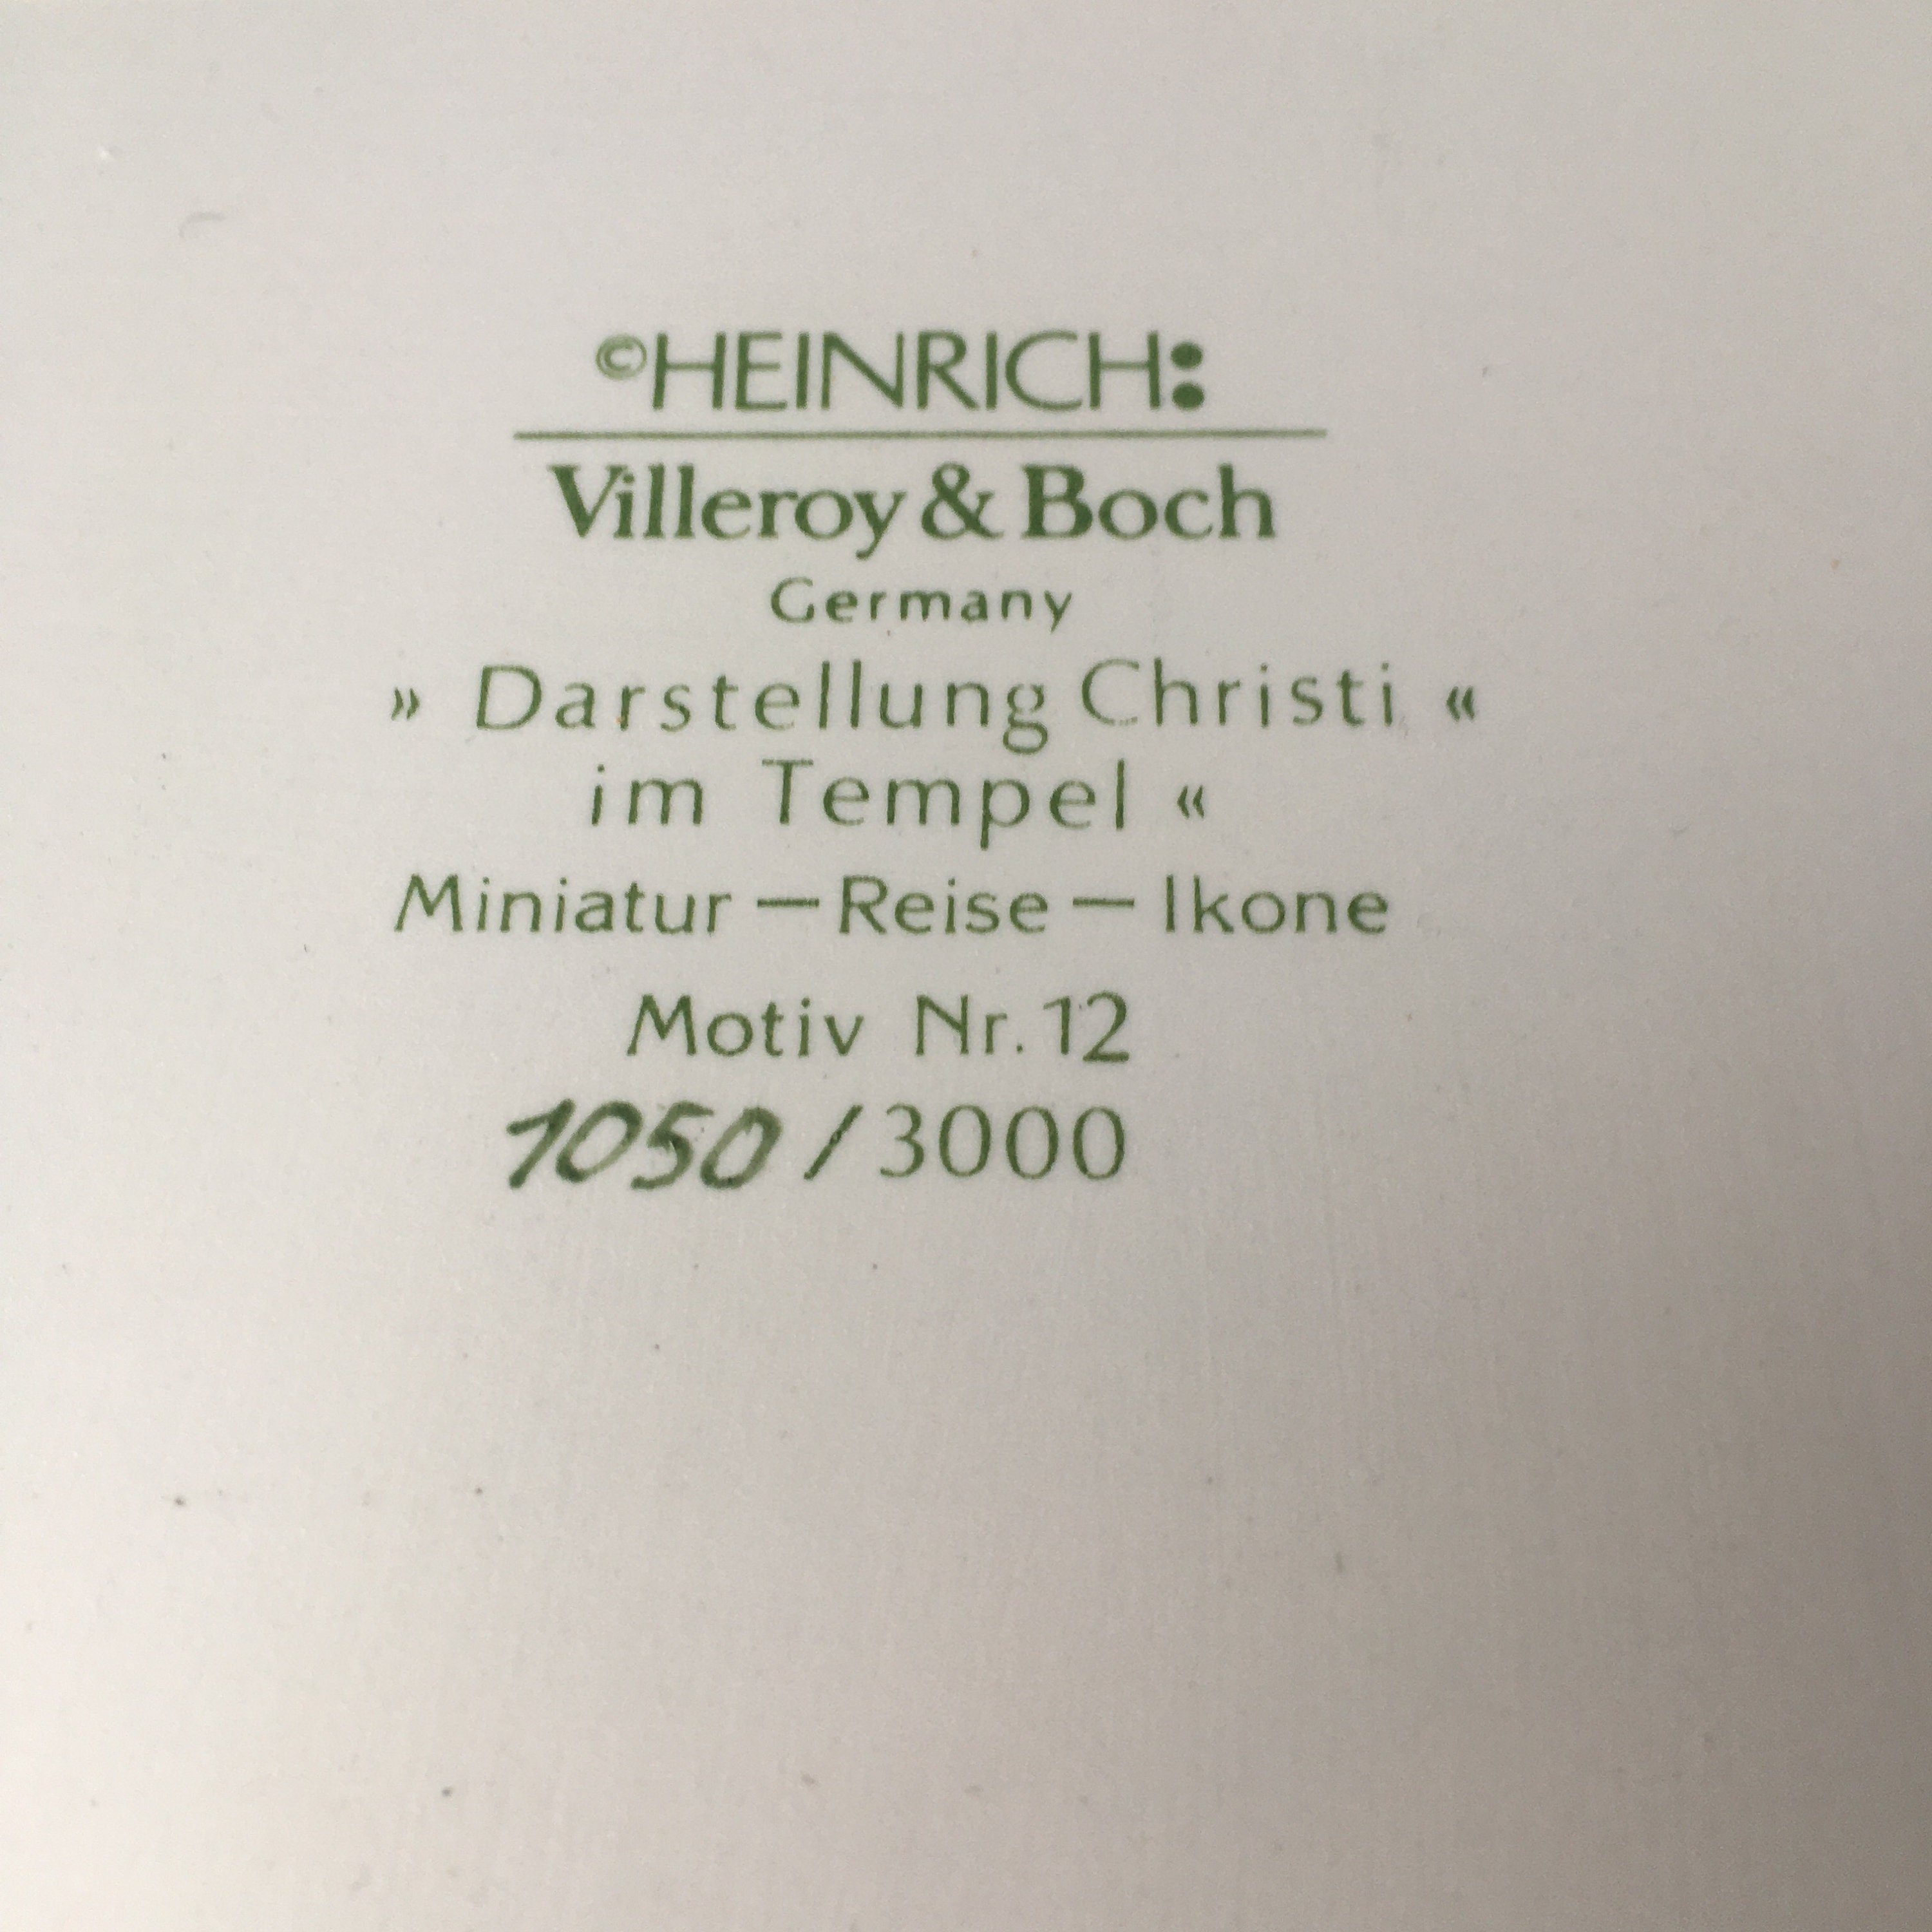 ©HEINRICH:
Villeroy & Boch
Germany
» Darstellung Christi «
im Tempel «
Miniatur — Reise — Ikone
Motiv Nr. 12
1050 / 3000